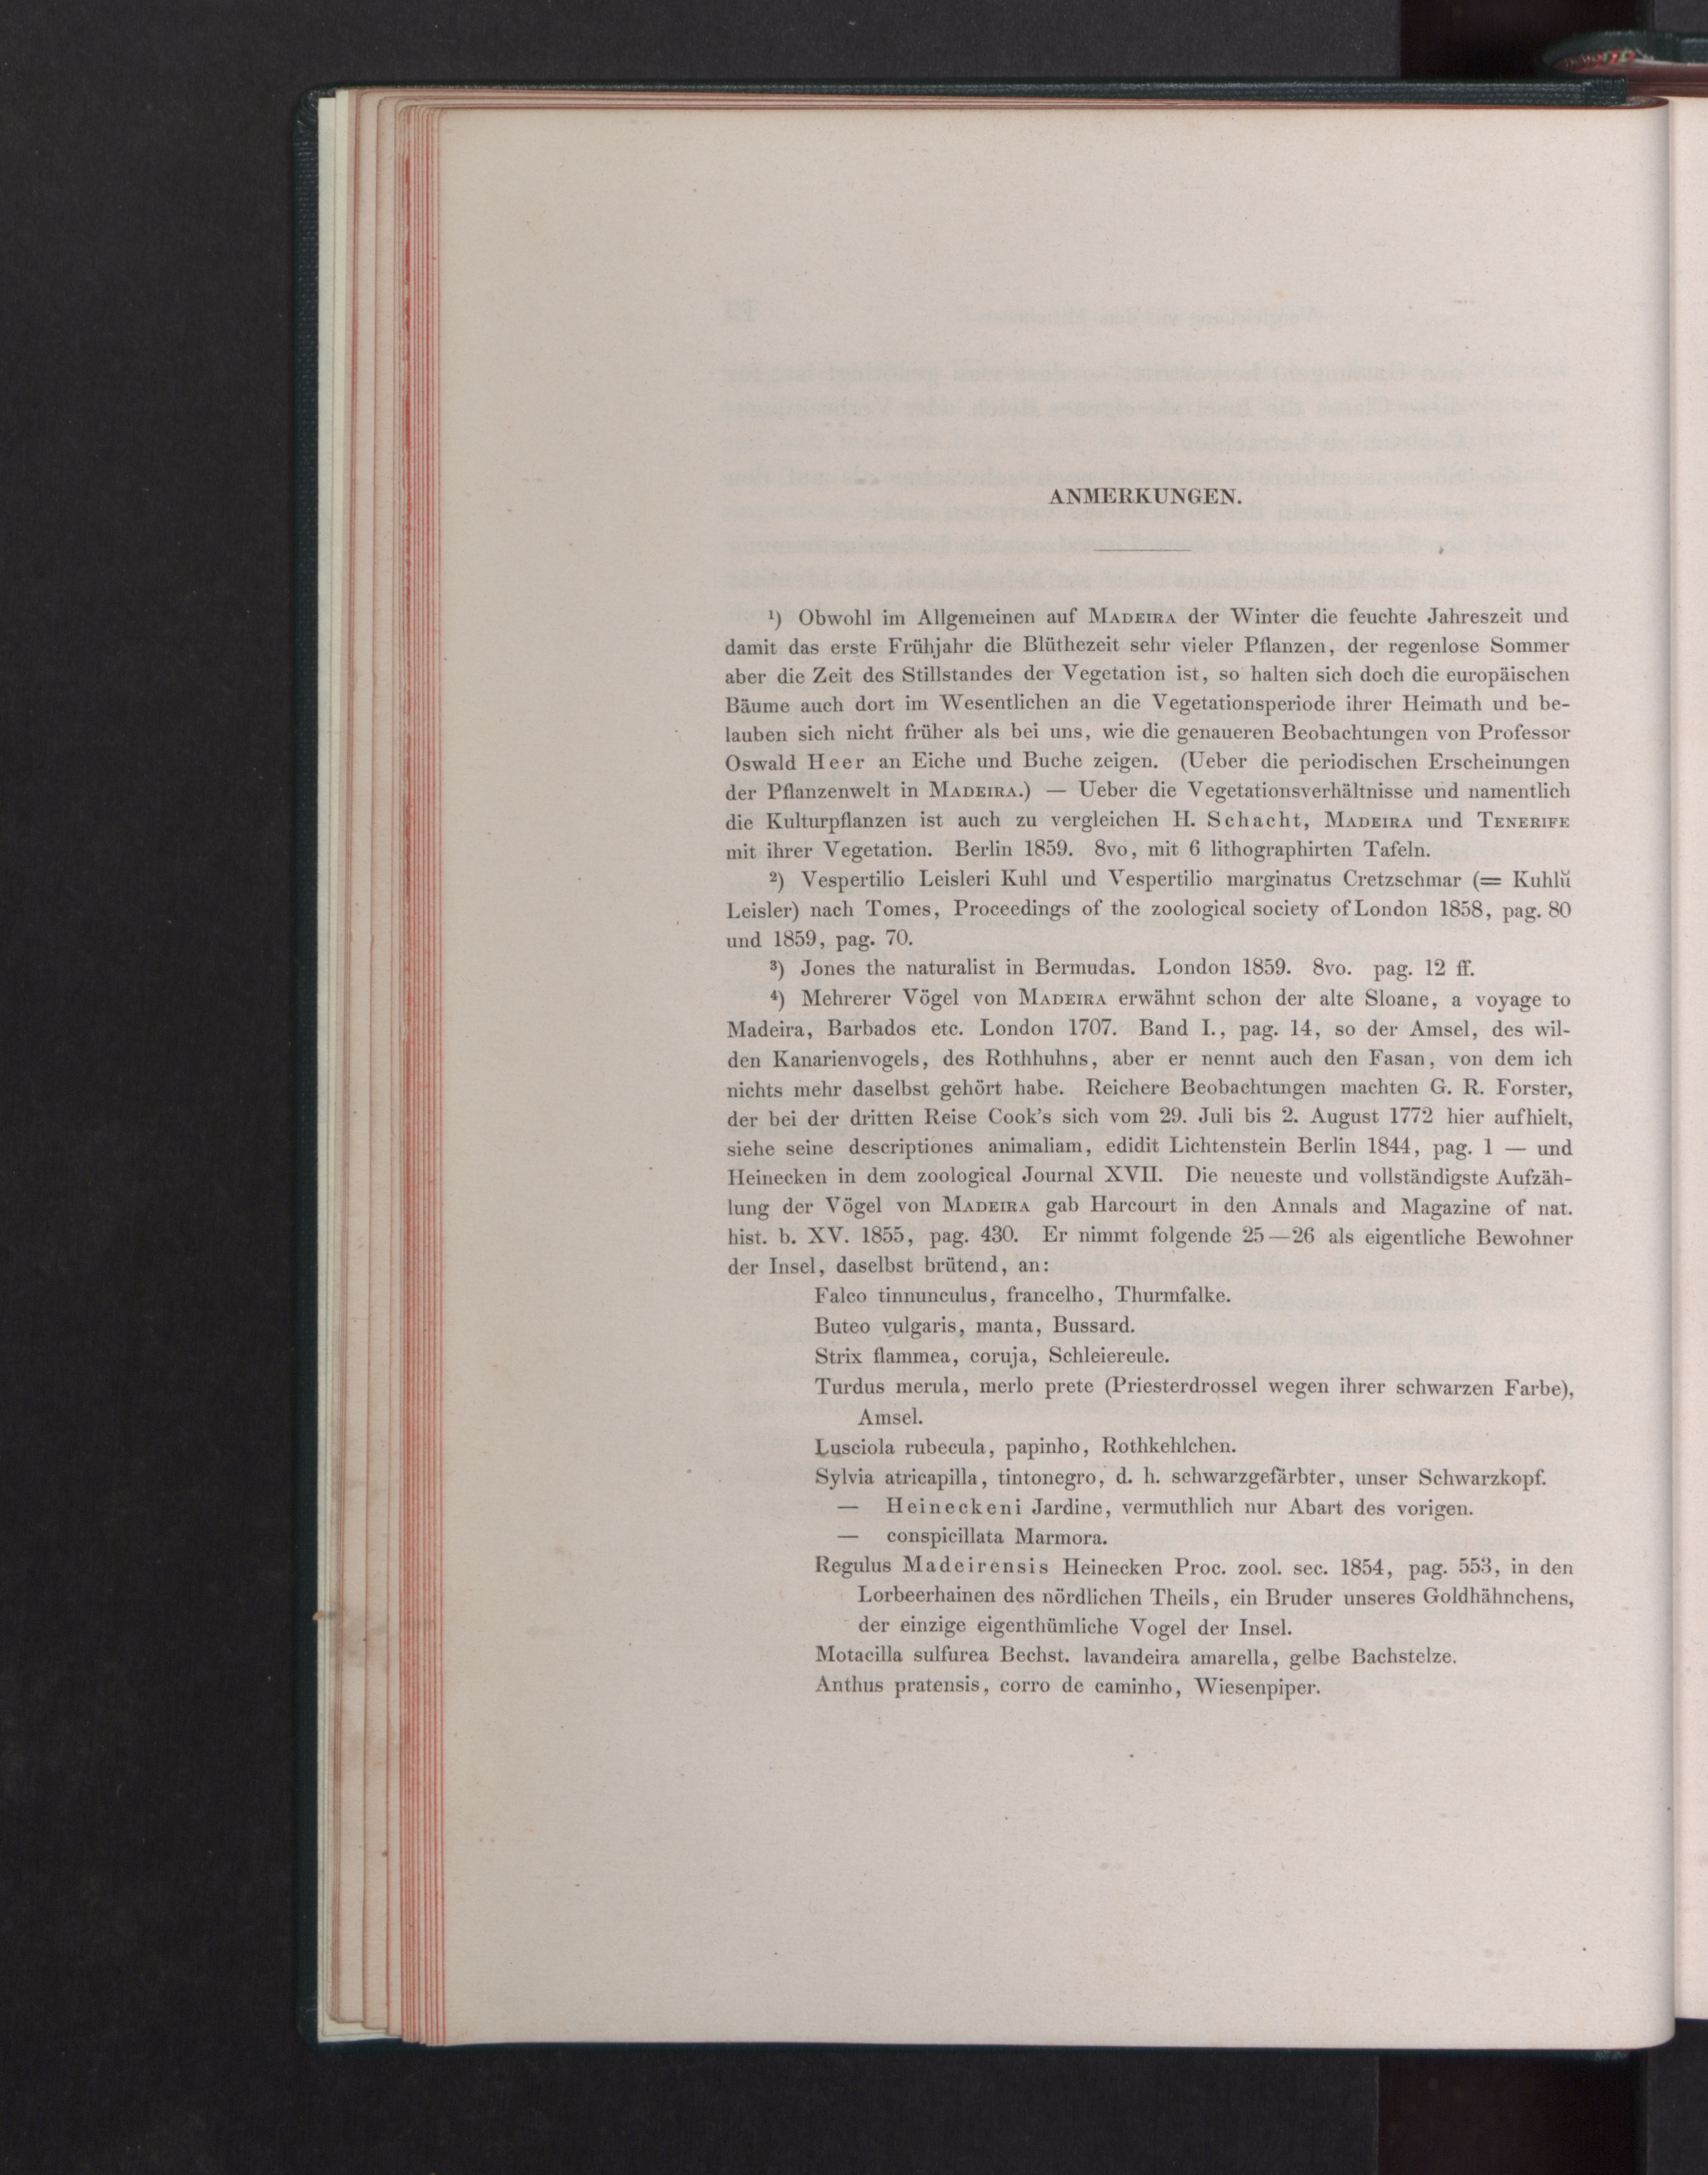 ANMERKUNGEN.
¹) Obwohl im Allgemeinen auf MADEIRA der Winter die feuchte Jahreszeit und
damit das erste Frühjahr die Blüthezeit sehr vieler Pflanzen, der regenlose Sommer
aber die Zeit des Stillstandes der Vegetation ist, so halten sich doch die europäischen
Bäume auch dort im Wesentlichen an die Vegetationsperiode ihrer Heimath und be-
lauben sich nicht früher als bei uns, wie die genaueren Beobachtungen von Professor
Oswald Heer an Eiche und Buche zeigen. (Ueber die periodischen Erscheinungen
der Pflanzenwelt in MADEIRA.) — Ueber die Vegetationsverhältnisse und namentlich
die Kulturpflanzen ist auch zu vergleichen H. Schacht, MADEIRA und TENERIFE
mit ihrer Vegetation. Berlin 1859. 8vo, mit 6 lithographirten Tafeln.
²) Vespertilio Leisleri Kuhl und Vespertilio marginatus Cretzschmar (= Kuhlii
Leisler) nach Tomes, Proceedings of the zoological society of London 1858, pag. 80
und 1859, pag. 70.
³) Jones the naturalist in Bermudas. London 1859. 8vo. pag. 12 ff.
⁴) Mehrerer Vögel von MADEIRA erwähnt schon der alte Sloane, a voyage to
Madeira, Barbados etc. London 1707. Band I., pag. 14, so der Amsel, des wil-
den Kanarienvogels, des Rothhuhns, aber er nennt auch den Fasan, von dem ich
nichts mehr daselbst gehört habe. Reichere Beobachtungen machten G. R. Forster,
der bei der dritten Reise Cook's sich vom 29. Juli bis 2. August 1772 hier aufhielt,
siehe seine descriptiones animaliam, edidit Lichtenstein Berlin 1844, pag. 1 — und
Heinecken in dem zoological Journal XVII. Die neueste und vollständigste Aufzäh-
lung der Vögel von MADEIRA gab Harcourt in den Annals and Magazine of nat.
hist. b. XV. 1855, pag. 430. Er nimmt folgende 25—26 als eigentliche Bewohner
der Insel, daselbst brütend, an:
Falco tinnunculus, francelho, Thurmfalke.
Buteo vulgaris, manta, Bussard.
Strix flammea, coruja, Schleiereule.
Turdus merula, merlo prete (Priesterdrossel wegen ihrer schwarzen Farbe),
Amsel.
Lusciola rubecula, papinho, Rothkehlchen.
Sylvia atricapilla, tintonegro, d. h. schwarzgefärbter, unser Schwarzkopf.
— Heineckeni Jardine, vermuthlich nur Abart des vorigen.
— conspicillata Marmora.
Regulus Madeirensis Heinecken Proc. zool. sec. 1854, pag. 553, in den
Lorbeerhainen des nördlichen Theils, ein Bruder unseres Goldhähnchens,
der einzige eigenthümliche Vogel der Insel.
Motacilla sulfurea Bechst. lavandeira amarella, gelbe Bachstelze.
Anthus pratensis, corro de caminho, Wiesenpiper.